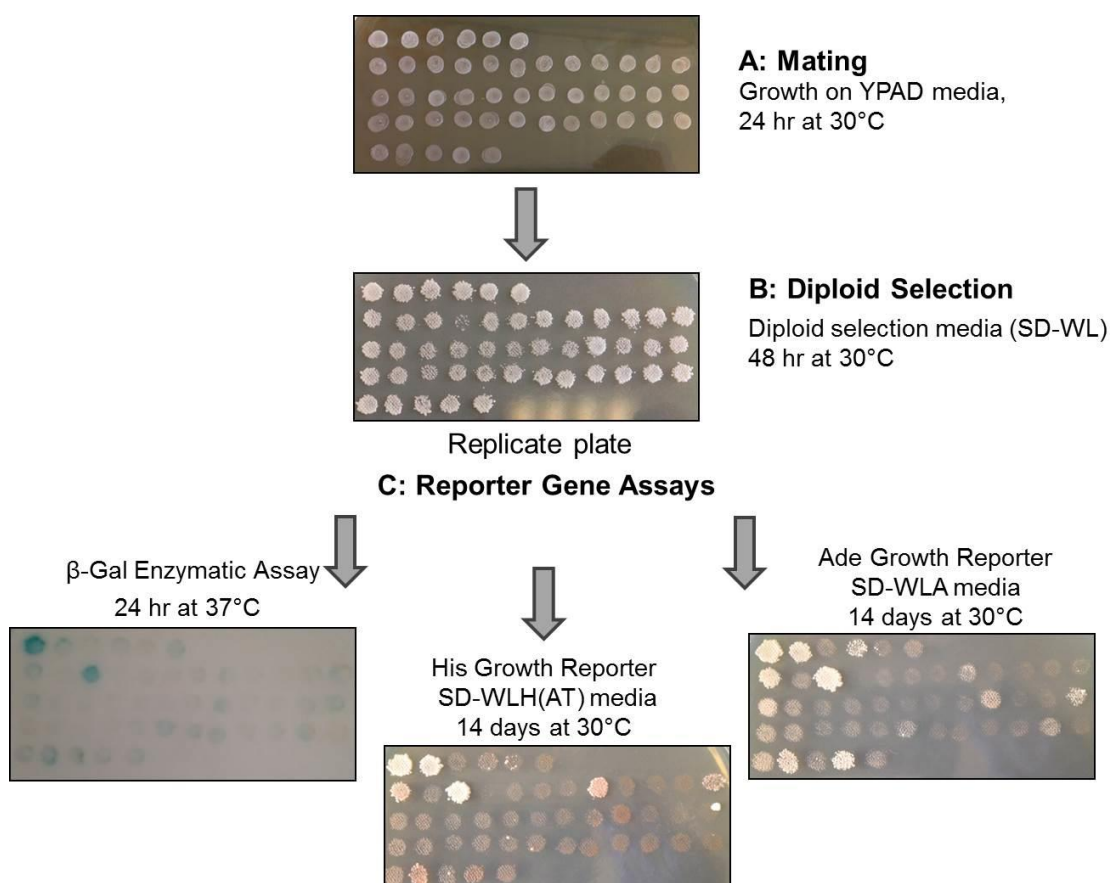 A: Mating
Growth on YPAD media,
24 hr at 30°C
B: Diploid Selection
Diploid selection media (SD-WL)
48 hr at 30°C
Replicate plate
C: Reporter Gene Assays
β-Gal Enzymatic Assay
24 hr at 37°C
His Growth Reporter
SD-WLH(AT) media
14 days at 30°C
Ade Growth Reporter
SD-WLA media
14 days at 30°C